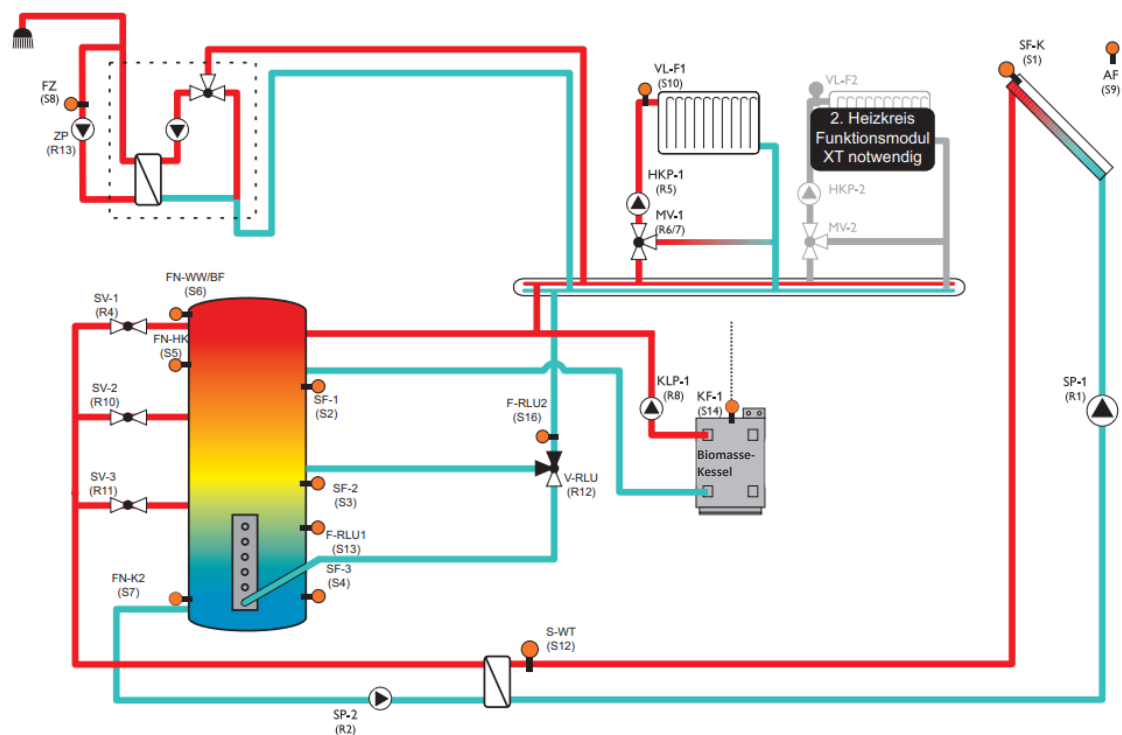 FZ
(S8)
ZP
(R13)
VL-F1
(S10)
VL-F2
2. Heizkreis
Funktionsmodul
XT notwendig
SF-K
(S1)
AF
(S9)
HKP-1
(R5)
HKP-2
MV-1
(R6/7)
MV-2
FN-WW/BF
(S6)
SV-1
(R4)
FN-HK
(S5)
SV-2
(R10)
SF-1
(S2)
SV-3
(R11)
SF-2
(S3)
F-RLU1
(S13)
SF-3
(S4)
FN-K2
(S7)
F-RLU2
(S16)
V-RLU
(R12)
KLP-1
(R8)
KF-1
(S14)
Biomasse-
Kessel
SP-1
(R1)
S-WT
(S12)
SP-2
(R2)